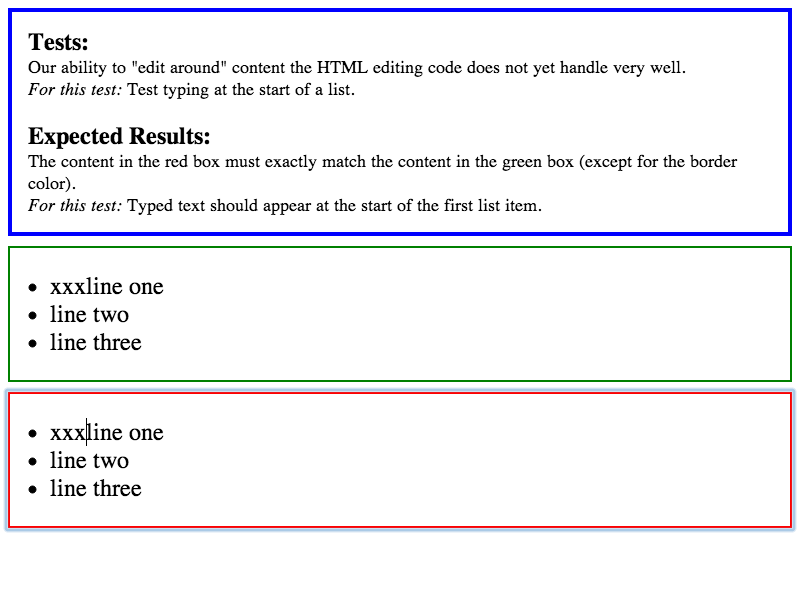 Tests:
Our ability to "edit around" content the HTML editing code does not yet handle very well.
For this test: Test typing at the start of a list.
Expected Results:
The content in the red box must exactly match the content in the green box (except for the border
color).
For this test: Typed text should appear at the start of the first list item.
• xxxline one
• line two
• line three
• xxxline one
• line two
• line three